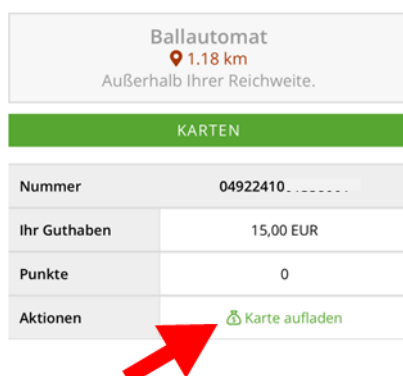 Ballautomat
1.18 km
Außerhalb Ihrer Reichweite.
KARTEN
Nummer 04922410
Ihr Guthaben 15,00 EUR
Punkte 0
Aktionen Karte aufladen